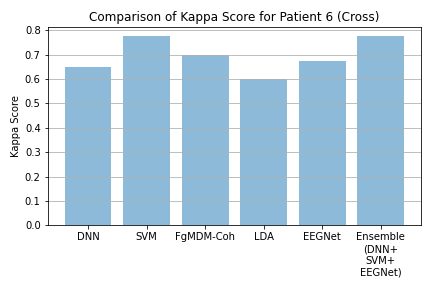 Comparison of Kappa Score for Patient 6 (Cross)
0.8
0.7
0.6
0.5
0.4
0.3
0.2
0.1
0.0
Kappa Score
DNN SVM FgMDM-Coh LDA EEGNet Ensemble
(DNN+
SVM+
EEGNet)